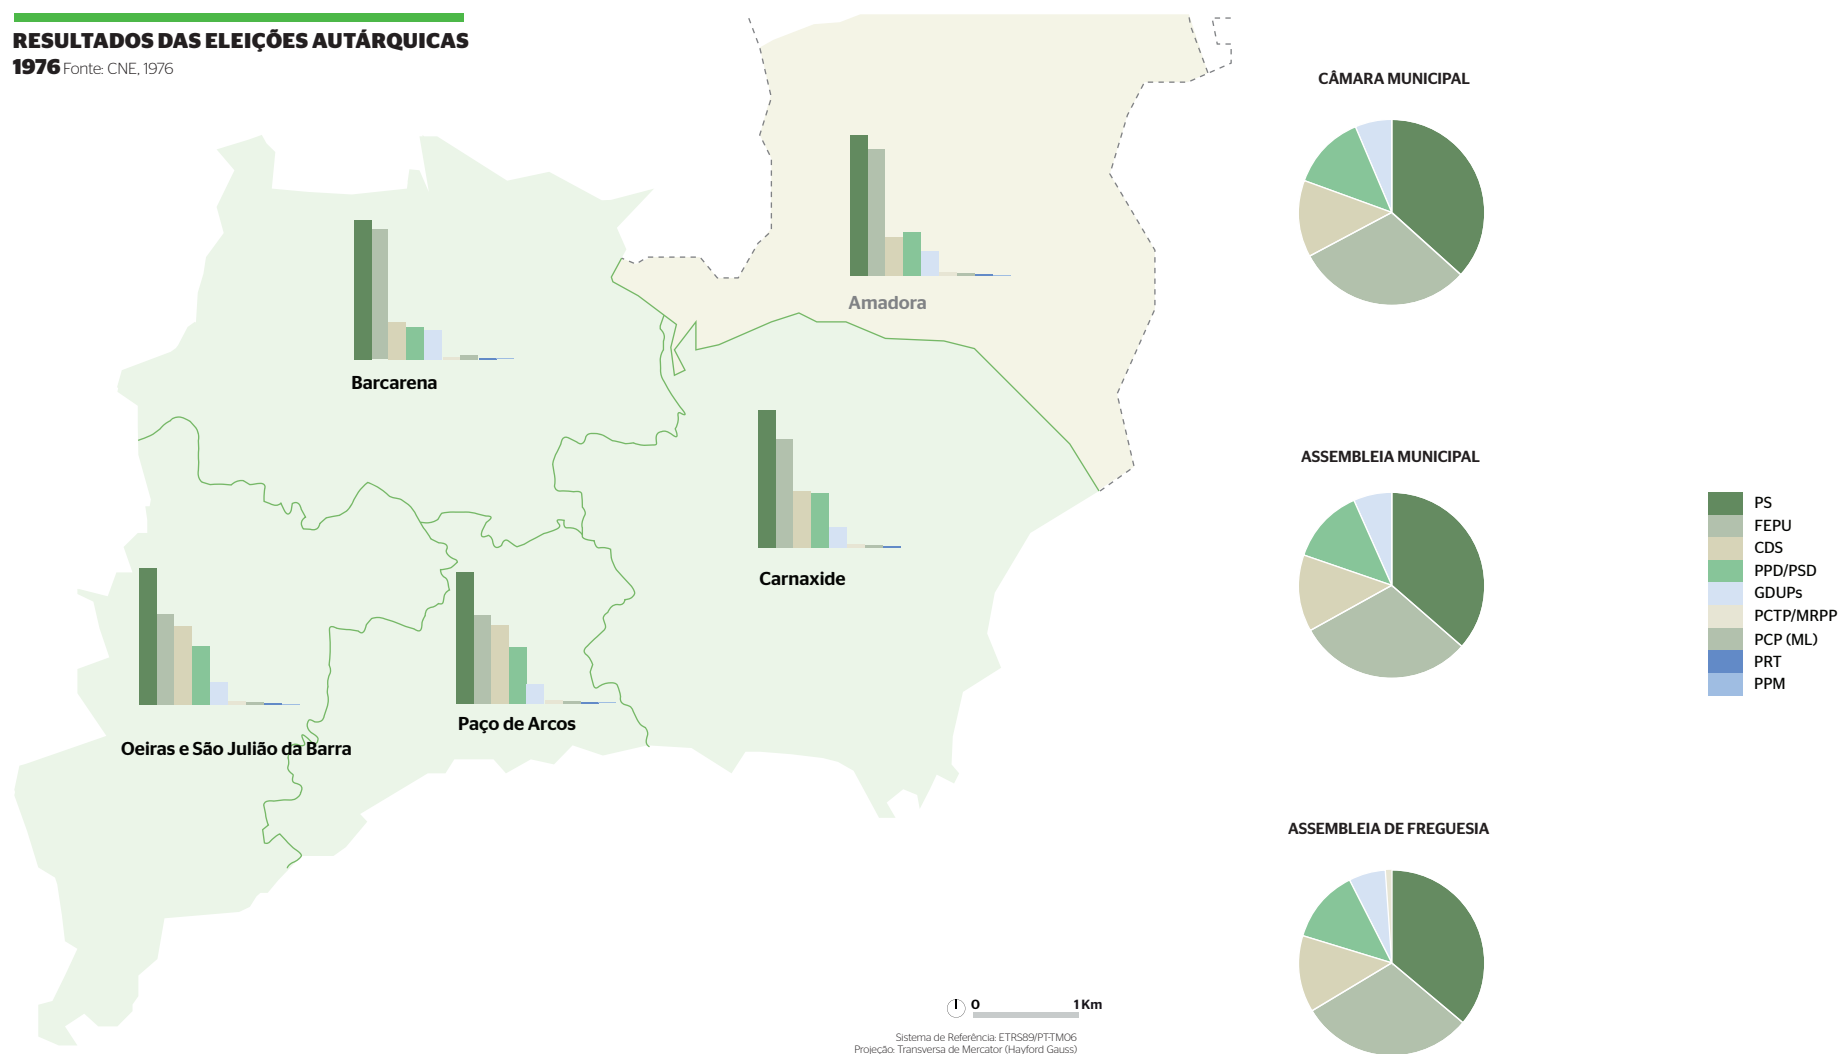 RESULTADOS DAS ELEIÇÕES AUTÁRQUICAS
1976 Fonte: CNE, 1976
CÂMARA MUNICIPAL
Amadora
Barcarena
ASSEMBLEIA MUNICIPAL
PS
FEPU
CDS
PPD/PSD
GDUPs
PCTP/MRPP
PCP (ML)
PRT
PPM
Carnaxide
Paço de Arcos
Oeiras e São Julião da Barra
ASSEMBLEIA DE FREGUESIA
0 1 Km
Sistema de Referência: ETRS89/PT-TM06
Projeção: Transversa de Mercator (Hayford Gauss)